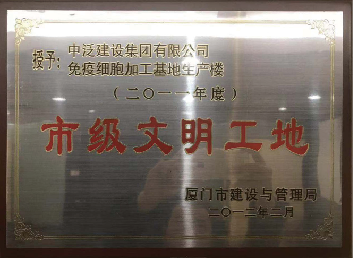 授予：中泛建设集团有限公司
免疫细胞加工基地生产楼
（二〇一一年度）
市级文明工地
厦门市建设与管理局
二〇一二年二月